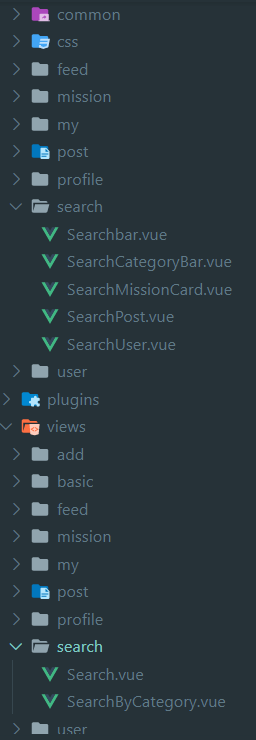 common
css
feed
mission
my
post
profile
search
Searchbar.vue
SearchCategoryBar.vue
SearchMissionCard.vue
SearchPost.vue
SearchUser.vue
user
plugins
views
add
basic
feed
mission
my
post
profile
search
Search.vue
SearchByCategory.vue
user